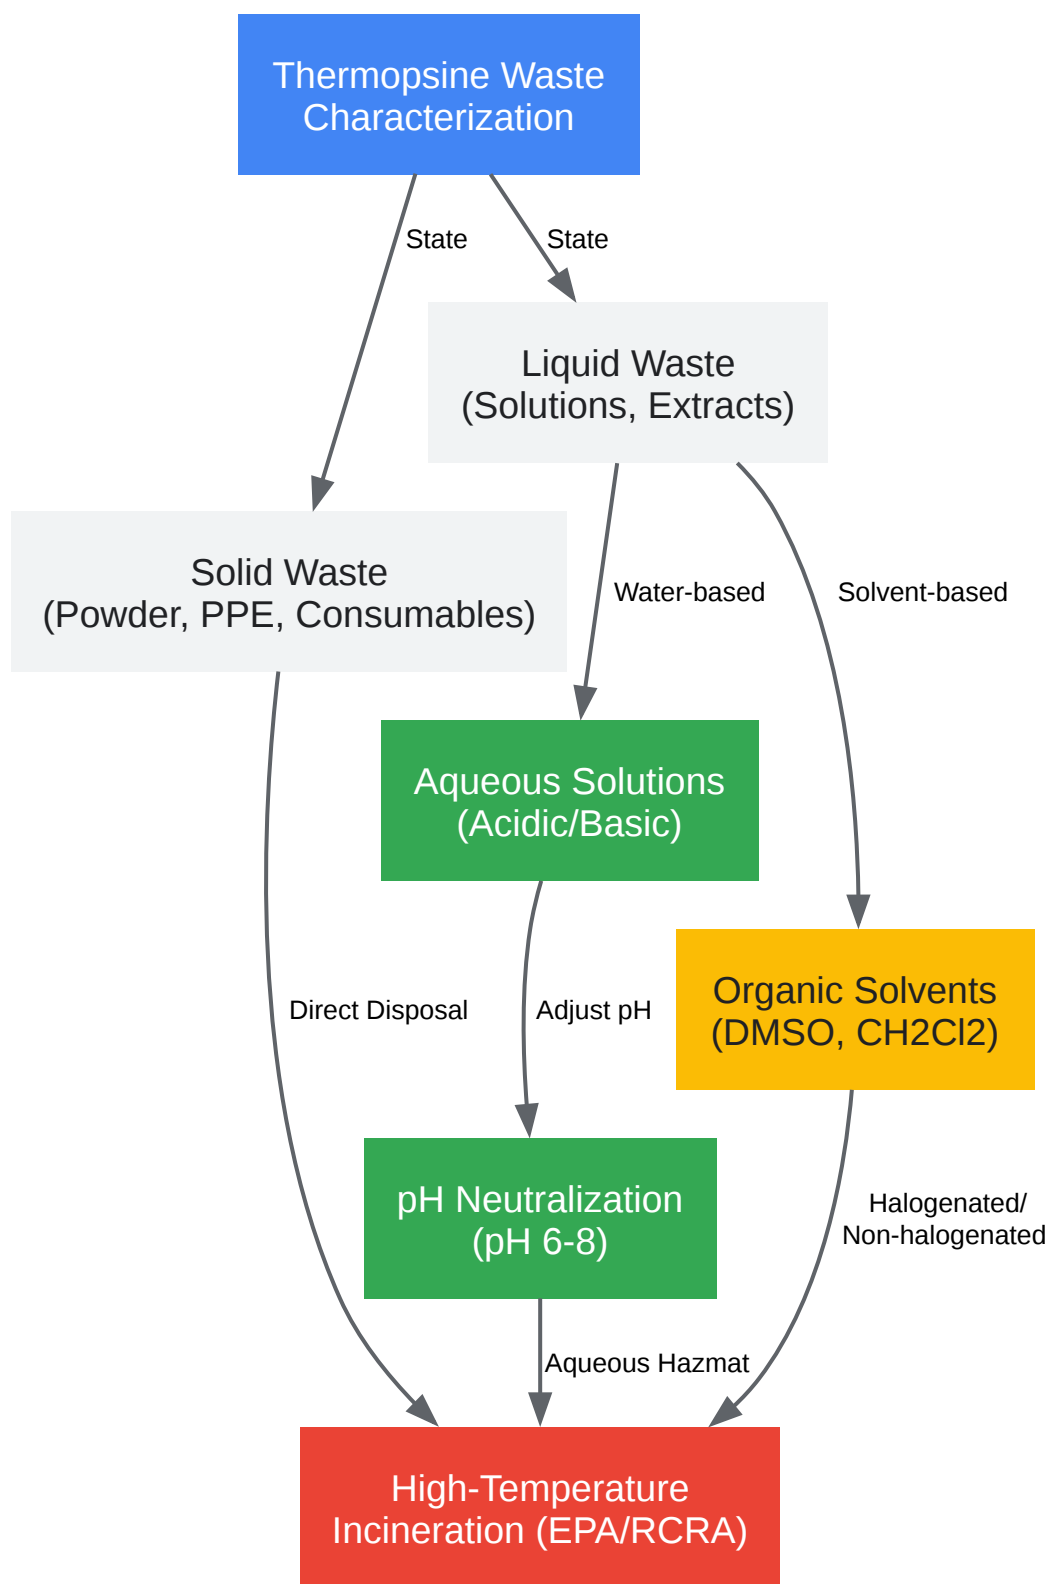 Thermopsine Waste
Characterization
State
State
Liquid Waste
(Solutions, Extracts)
Solid Waste
(Powder, PPE, Consumables)
Water-based
Solvent-based
Aqueous Solutions
(Acidic/Basic)
Organic Solvents
(DMSO, CH2Cl2)
Direct Disposal
Adjust pH
pH Neutralization
(pH 6-8)
Halogenated/
Non-halogenated
Aqueous Hazmat
High-Temperature
Incineration (EPA/RCRA)